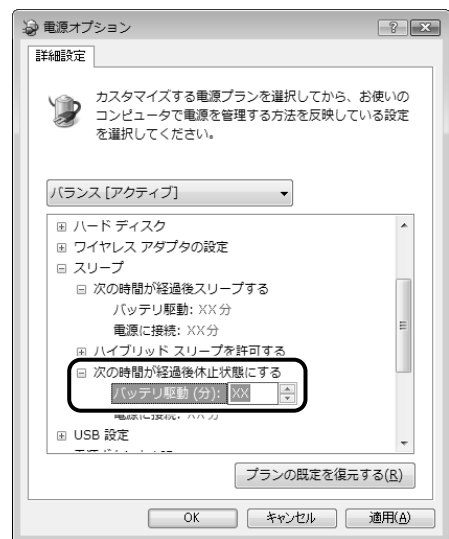 電源オプション
詳細設定
カスタマイズする電源プランを選択してから、お使いの
コンピュータで電源を管理する方法を反映している設定
を選択してください。
バランス [アクティブ]
ハード ディスク
ワイヤレス アダプタの設定
スリープ
次の時間が経過後スリープする
バッテリ駆動: XX分
電源に接続: XX分
ハイブリッド スリープを許可する
次の時間が経過後休止状態にする
バッテリ駆動 (分): XX
電源に接続: XX分
USB 設定
プランの既定を復元する(R)
OK キャンセル 適用(A)